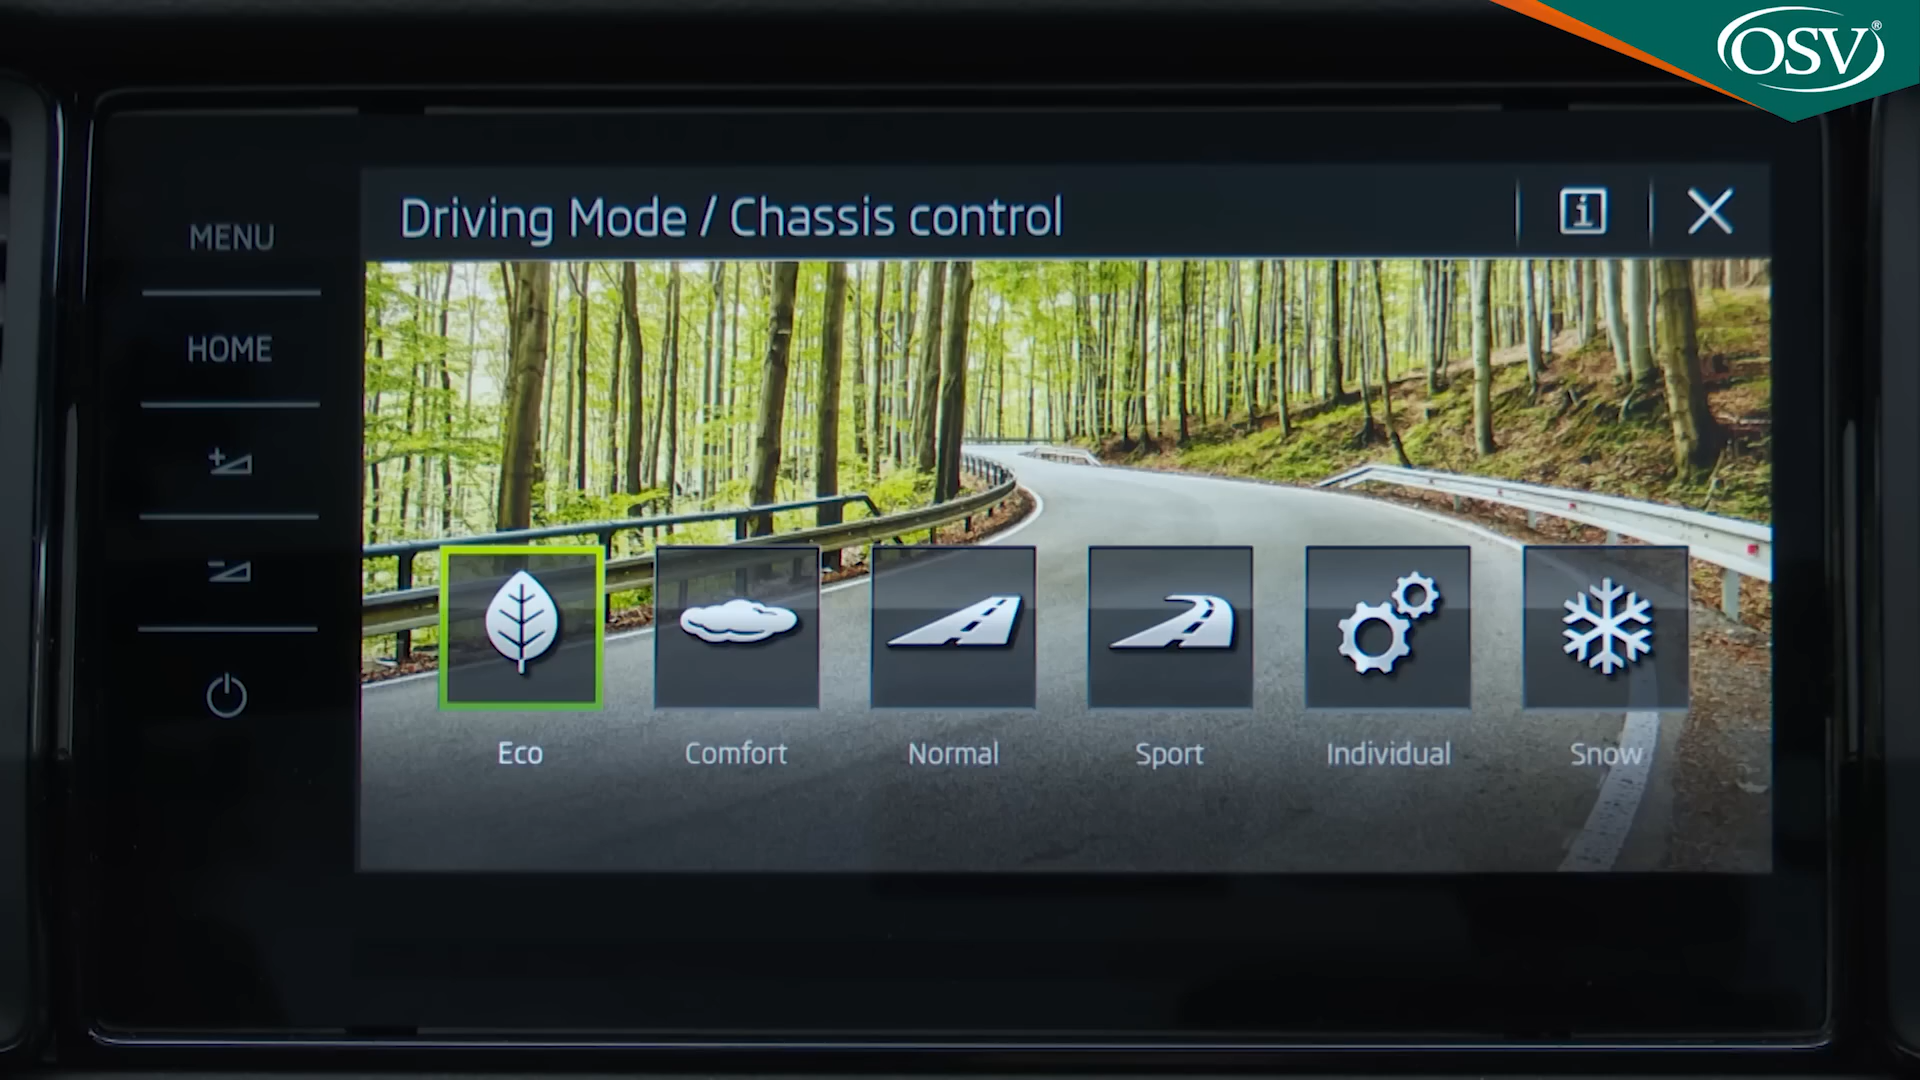 OSV®
Driving Mode / Chassis control
MENU
HOME
Eco
Comfort
Normal
Sport
Individual
Snow